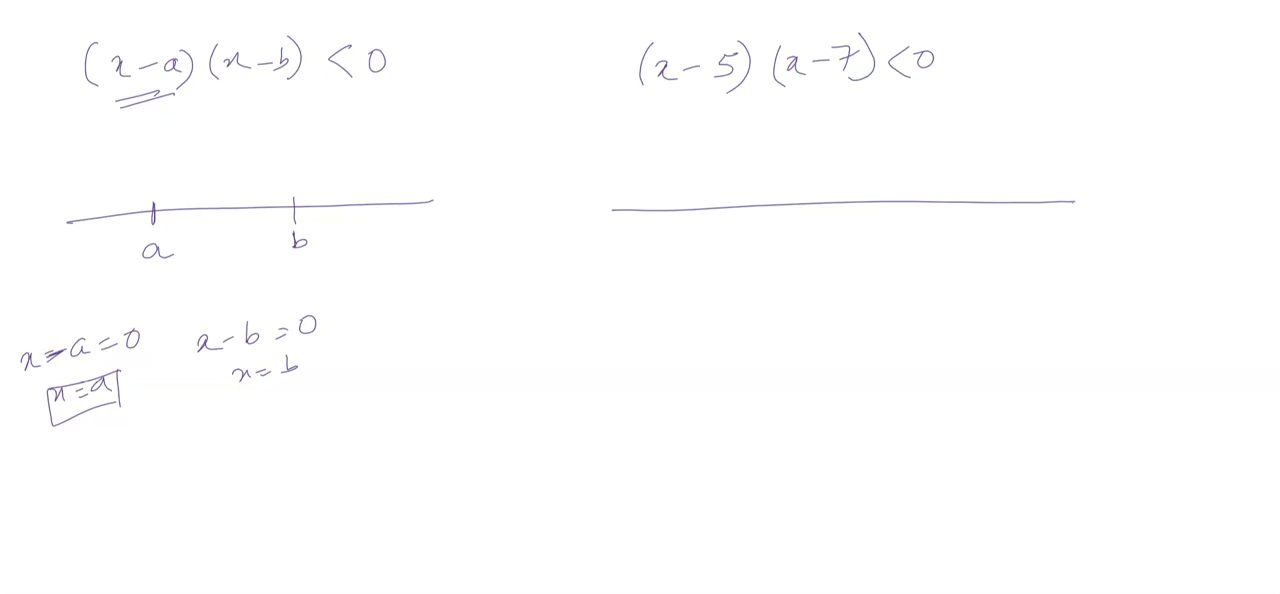 (x-a)(x-b) < 0
(x-5)(x-7) < 0
a b
x-a=0 x-b=0
x=a x=b